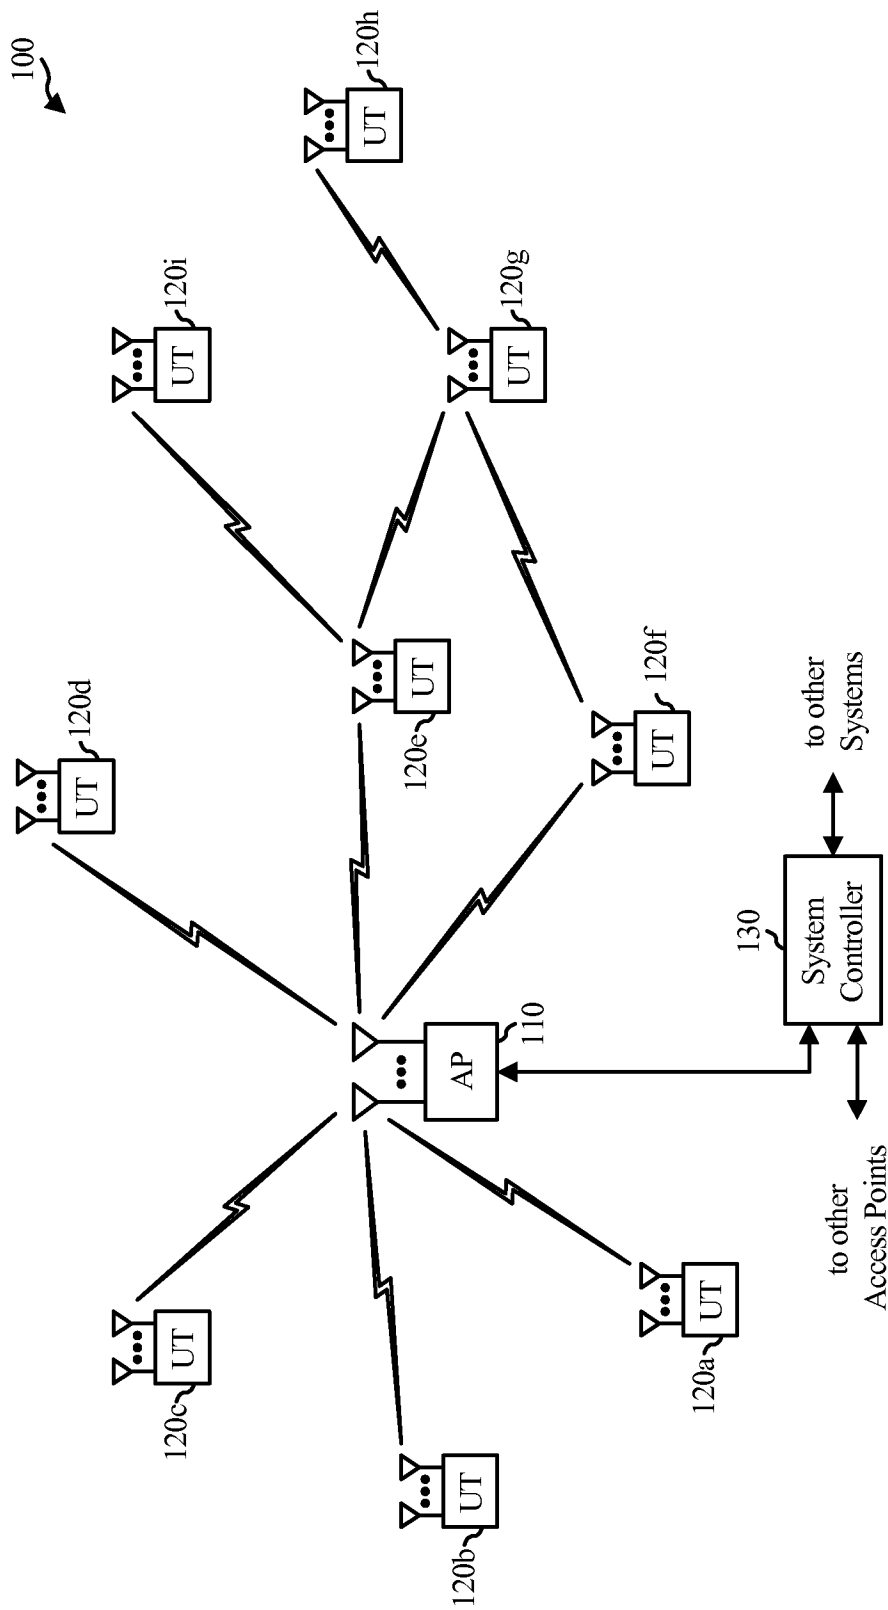 100
120d
UT
120i
UT
120h
UT
120c
UT
120e
UT
120g
UT
120b
UT
AP
110
120f
UT
120a
UT
130
System
Controller
to other
Access Points
to other
Systems